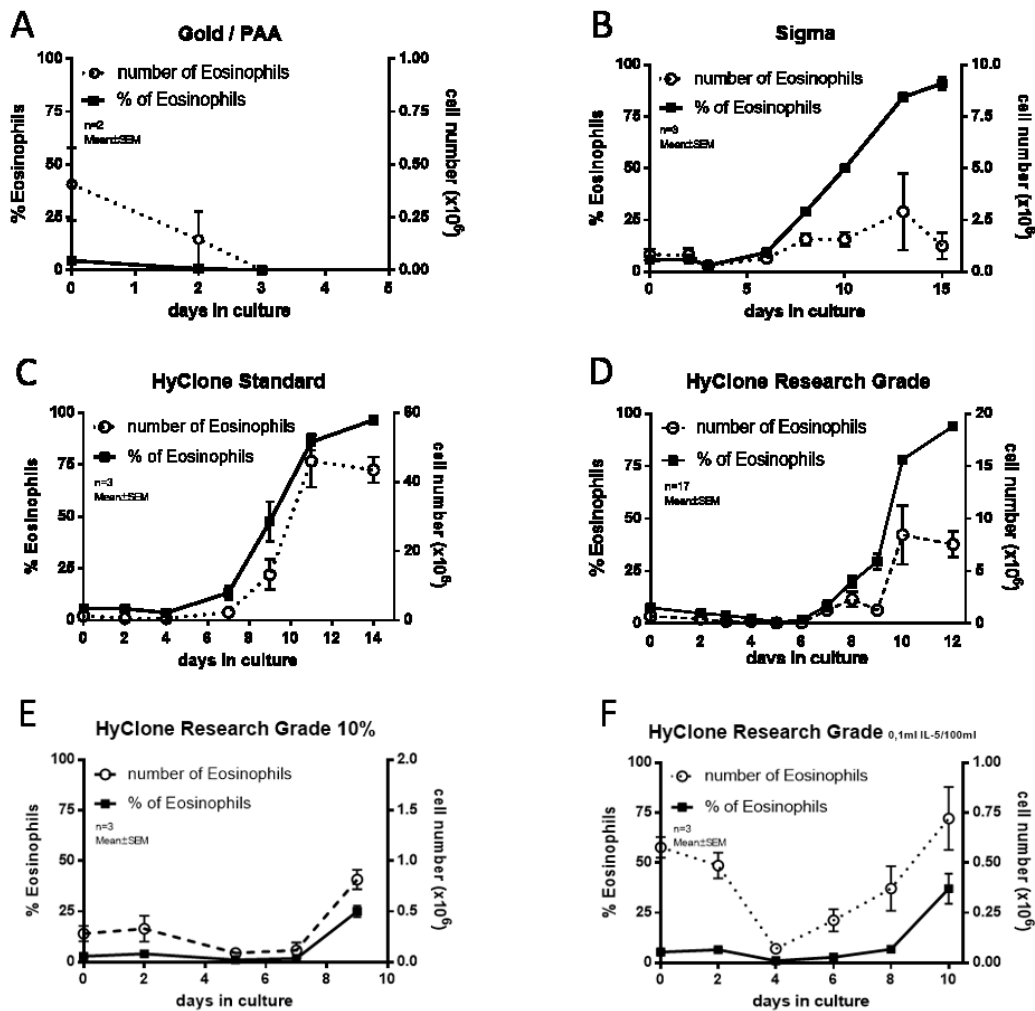 A
Gold / PAA
100
75
50
25
0
% Eosinophils
number of Eosinophils
% of Eosinophils
n=2
Mean±SEM
1.00
0.75
0.50
0.25
0.00
cell number (x10⁶)
0 1 2 3 4 5
days in culture
B
Sigma
100
75
50
25
0
% Eosinophils
number of Eosinophils
% of Eosinophils
n=3
Mean±SEM
10.0
7.5
5.0
2.5
0.0
cell number (x10⁶)
0 5 10 15
days in culture
C
HyClone Standard
100
75
50
25
0
% Eosinophils
number of Eosinophils
% of Eosinophils
n=3
Mean±SEM
60
40
20
0
cell number (x10⁶)
0 2 4 6 8 10 12 14
days in culture
D
HyClone Research Grade
100
75
50
25
0
% Eosinophils
number of Eosinophils
% of Eosinophils
n=17
Mean±SEM
20
15
10
5
0
cell number (x10⁶)
0 2 4 6 8 10 12
days in culture
E
HyClone Research Grade 10%
100
75
50
25
0
% Eosinophils
number of Eosinophils
% of Eosinophils
n=3
Mean±SEM
2.0
1.5
1.0
0.5
0.0
cell number (x10⁶)
0 2 4 6 8 10
days in culture
F
HyClone Research Grade 0,1ml IL-5/100ml
100
75
50
25
0
% Eosinophils
number of Eosinophils
% of Eosinophils
n=3
Mean±SEM
1.00
0.75
0.50
0.25
0.00
cell number (x10⁶)
0 2 4 6 8 10
days in culture